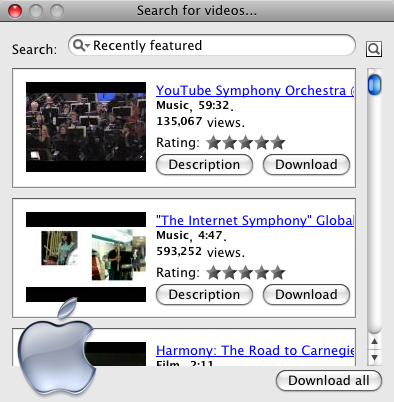 Search for videos...
Search: Recently featured
YouTube Symphony Orchestra
Music, 59:32.
135,067 views.
Rating:
Description Download
"The Internet Symphony" Global
Music, 4:47.
593,252 views.
Rating:
Description Download
Harmony: The Road to Carnegie
Film, 2:11
Download all